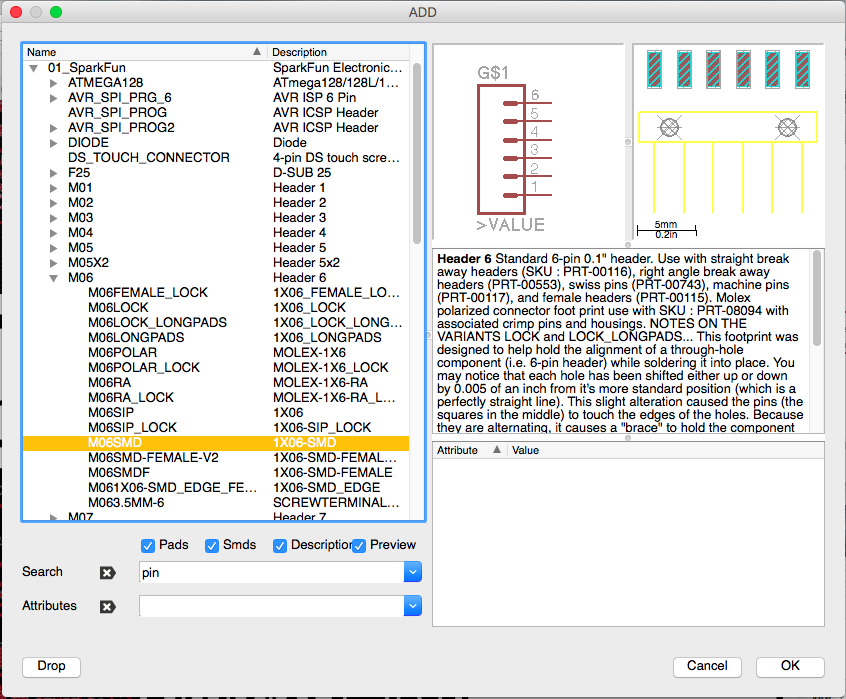 ADD
Name Description
01_SparkFun SparkFun Electronic...
ATMEGA128 ATmega128/128L/1...
AVR_SPI_PRG_6 AVR ISP 6 Pin
AVR_SPI_PROG AVR ICSP Header
AVR_SPI_PROG2 AVR ICSP Header
DIODE Diode
DS_TOUCH_CONNECTOR 4-pin DS touch scre...
F25 D-SUB 25
M01 Header 1
M02 Header 2
M03 Header 3
M04 Header 4
M05 Header 5
M05X2 Header 5x2
M06 Header 6
M06FEMALE_LOCK 1X06_FEMALE_LO...
M06LOCK 1X06_LOCK
M06LOCK_LONGPADS 1X06_LOCK_LONG...
M06LONGPADS 1X06_LONGPADS
M06POLAR MOLEX-1X6
M06POLAR_LOCK MOLEX-1X6_LOCK
M06RA MOLEX-1X6-RA
M06RA_LOCK MOLEX-1X6-RA_L...
M06SIP 1X06
M06SIP_LOCK 1X06-SIP_LOCK
M06SMD 1X06-SMD
M06SMD-FEMALE-V2 1X06-SMD-FEMAL...
M06SMDF 1X06-SMD-FEMALE
M061X06-SMD_EDGE_FE... 1X06-SMD_EDGE
M063.5MM-6 SCREWTERMINAL...
M07 Header 7
Pads Smds Description Preview
Search pin
Attributes
Drop
G$1
6
5
4
3
2
1
>VALUE
5mm
0.2in
Header 6 Standard 6-pin 0.1" header. Use with straight break
away headers (SKU : PRT-00116), right angle break away
headers (PRT-00553), swiss pins (PRT-00743), machine pins
(PRT-00117), and female headers (PRT-00115). Molex
polarized connector foot print use with SKU : PRT-08094 with
associated crimp pins and housings. NOTES ON THE
VARIANTS LOCK and LOCK_LONGPADS... This footprint was
designed to help hold the alignment of a through-hole
component (i.e. 6-pin header) while soldering it into place. You
may notice that each hole has been shifted either up or down
by 0.005 of an inch from it's more standard position (which is a
perfectly straight line). This slight alteration caused the pins (the
squares in the middle) to touch the edges of the holes. Because
they are alternating, it causes a "brace" to hold the component
Attribute Value
Cancel OK